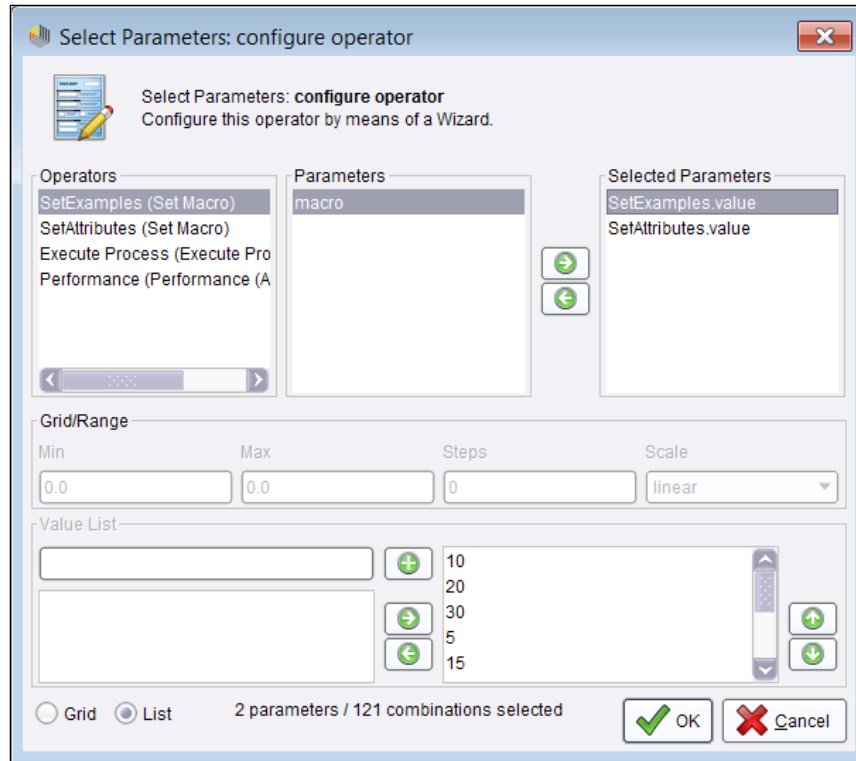 Select Parameters: configure operator
Select Parameters: configure operator
Configure this operator by means of a Wizard.
Operators
SetExamples (Set Macro)
SetAttributes (Set Macro)
Execute Process (Execute Pro
Performance (Performance (A
Parameters
macro
Selected Parameters
SetExamples.value
SetAttributes.value
Grid/Range
Min Max Steps Scale
0.0 0.0 0 linear
Value List
10
20
30
5
15
Grid List 2 parameters / 121 combinations selected OK Cancel